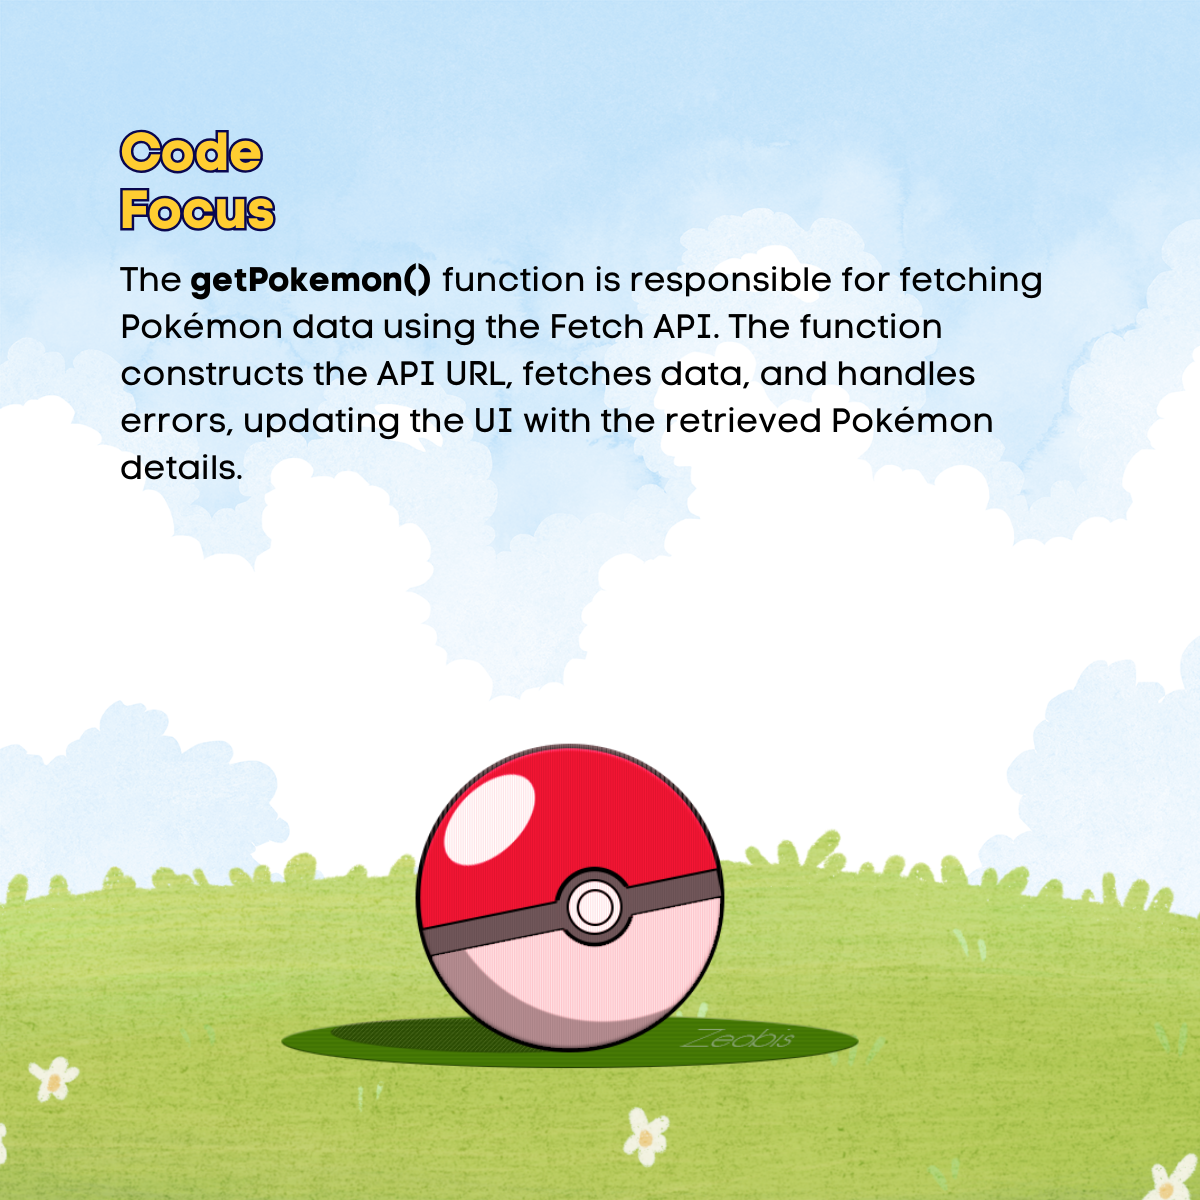 Code
Focus
The getPokemon() function is responsible for fetching
Pokémon data using the Fetch API. The function
constructs the API URL, fetches data, and handles
errors, updating the UI with the retrieved Pokémon
details.
Zeabis